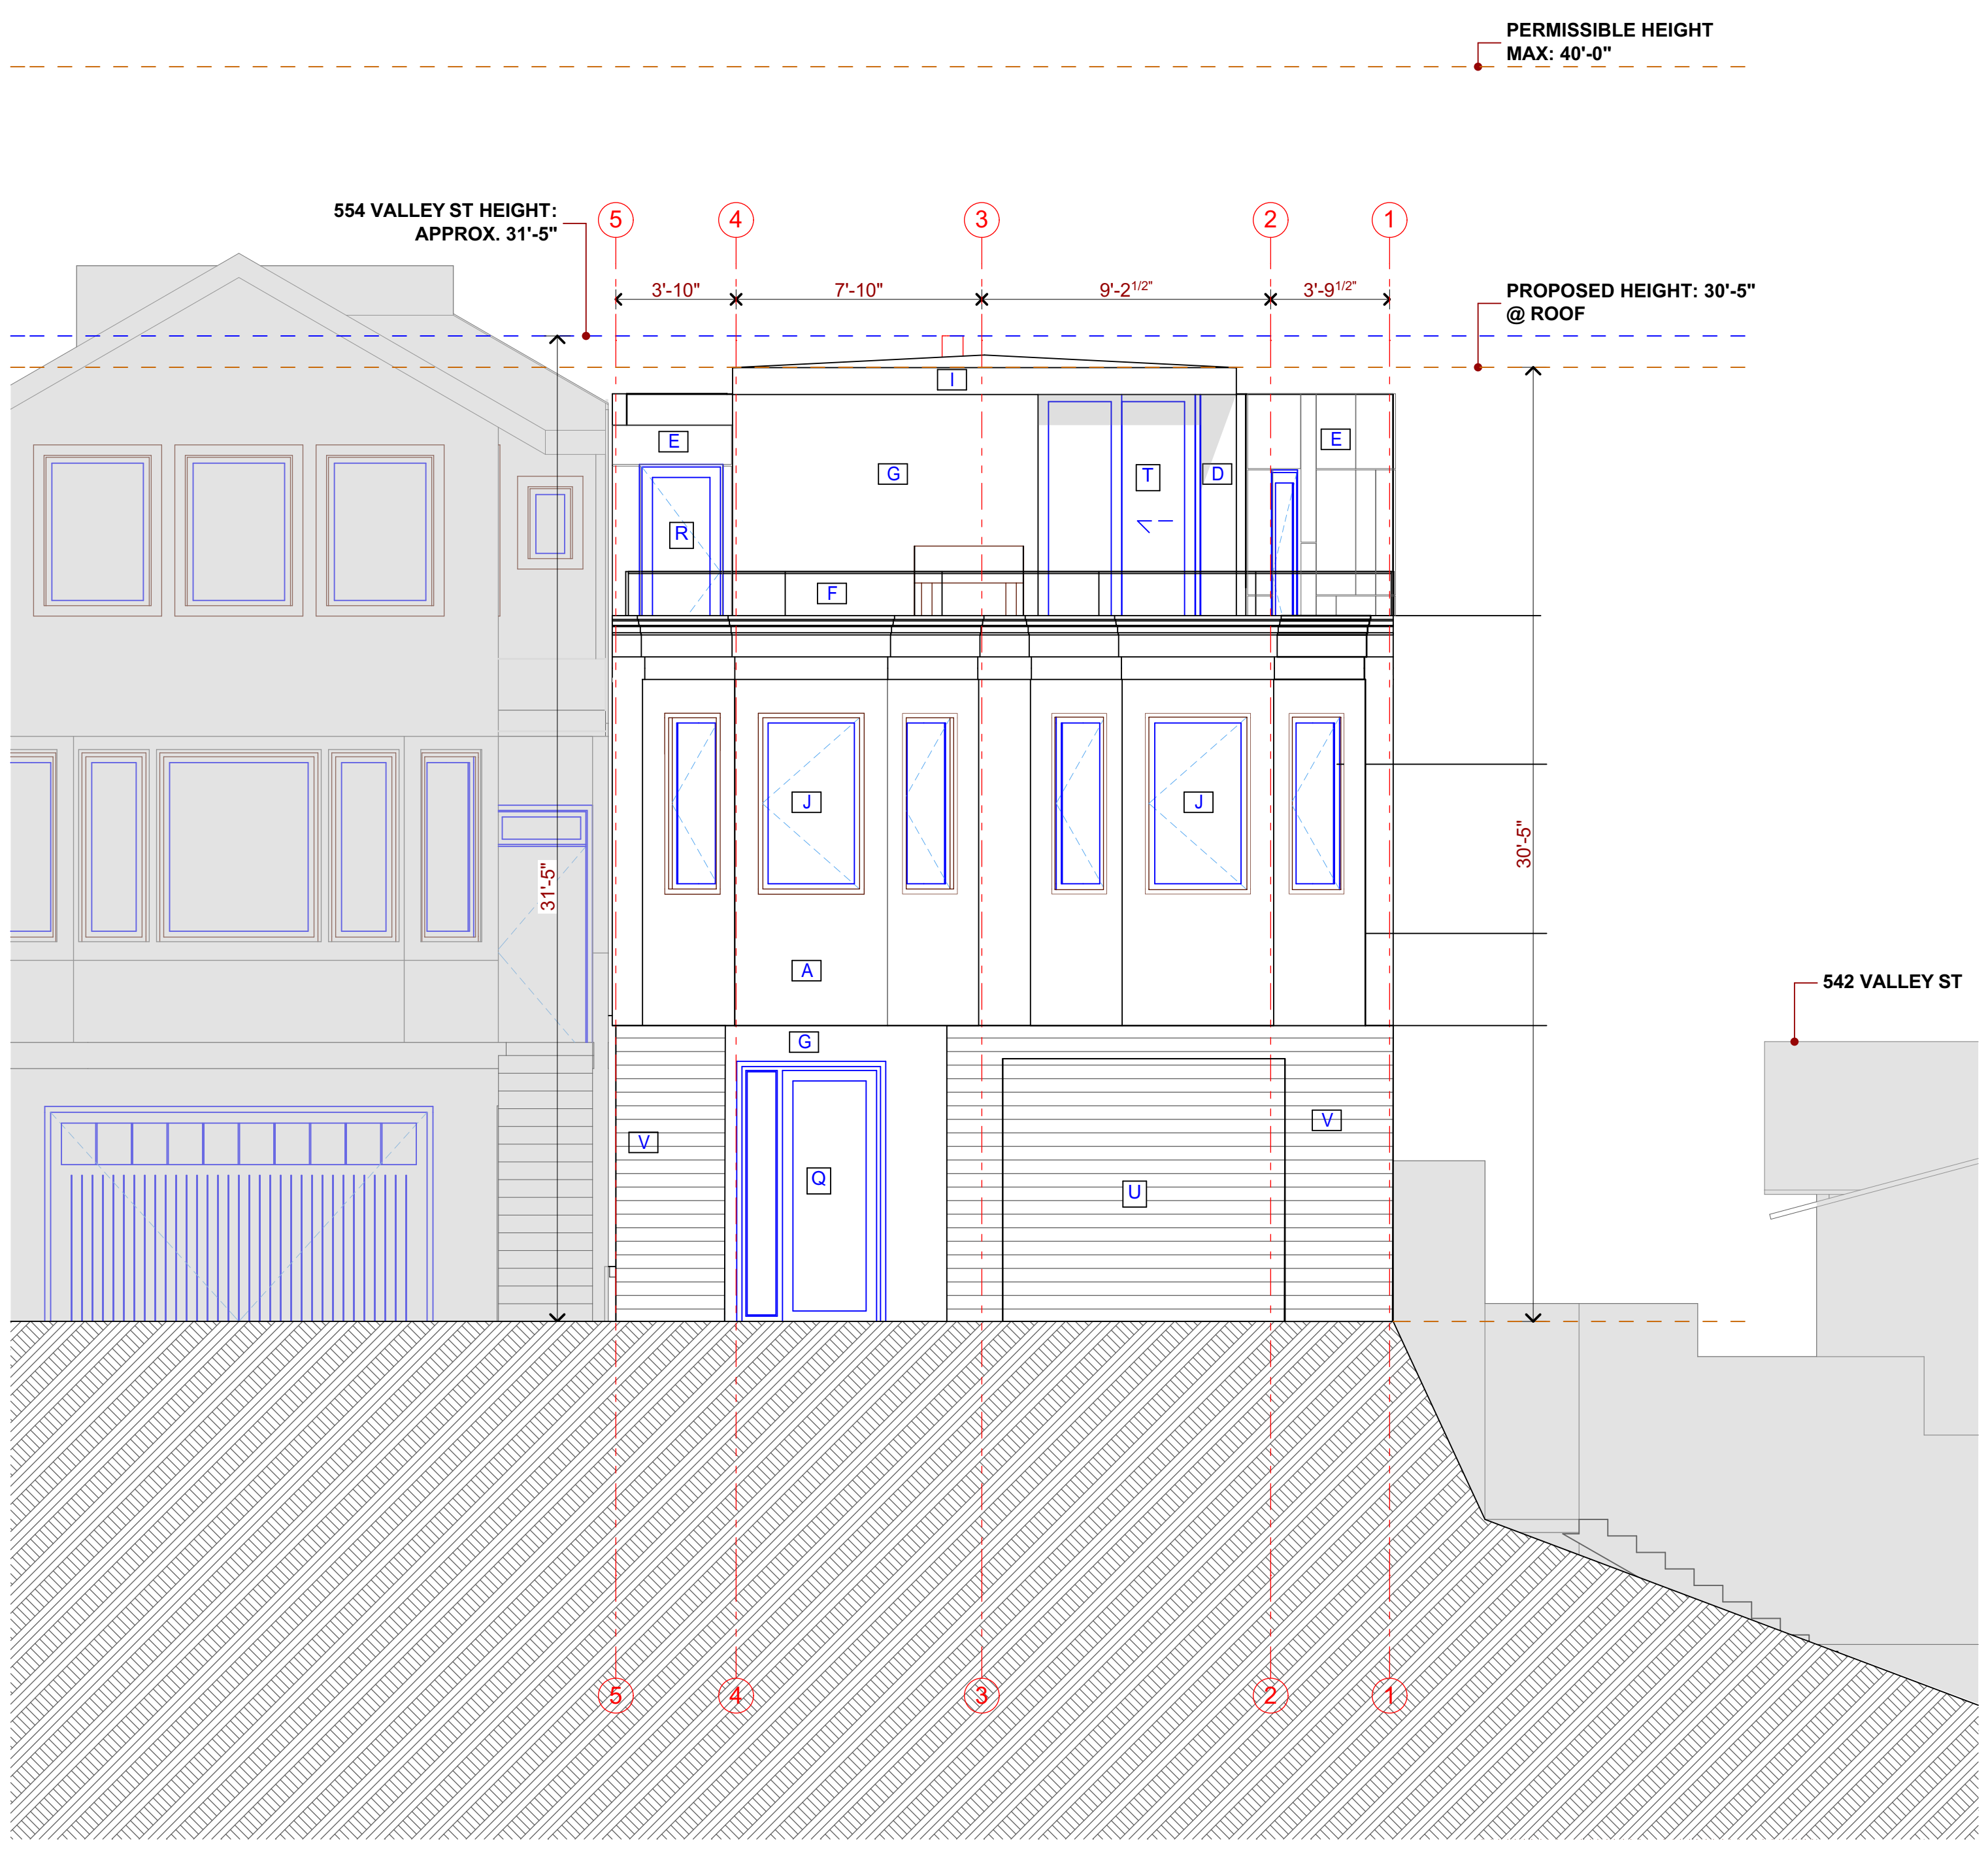 PERMISSIBLE HEIGHT
MAX: 40'-0"
554 VALLEY ST HEIGHT:
APPROX. 31'-5"
5 4 3 2 1
3'-10" 7'-10" 9'-2 1/2" 3'-9 1/2"
PROPOSED HEIGHT: 30'-5"
@ ROOF
I
E E
G T D
R
F
J J
31'-5"
30'-5"
A
542 VALLEY ST
G
V V
Q U
5 4 3 2 1